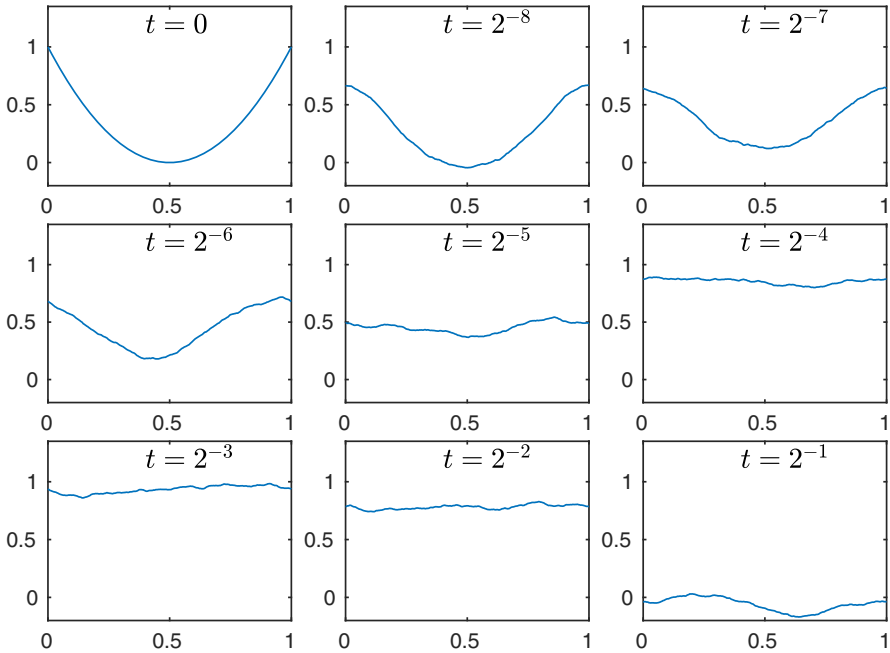 t = 0 t = 2⁻⁸ t = 2⁻⁷
1 1 1
0.5 0.5 0.5
0 0 0
0 0.5 1 0 0.5 1 0 0.5 1
t = 2⁻⁶ t = 2⁻⁵ t = 2⁻⁴
1 1 1
0.5 0.5 0.5
0 0 0
0 0.5 1 0 0.5 1 0 0.5 1
t = 2⁻³ t = 2⁻² t = 2⁻¹
1 1 1
0.5 0.5 0.5
0 0 0
0 0.5 1 0 0.5 1 0 0.5 1